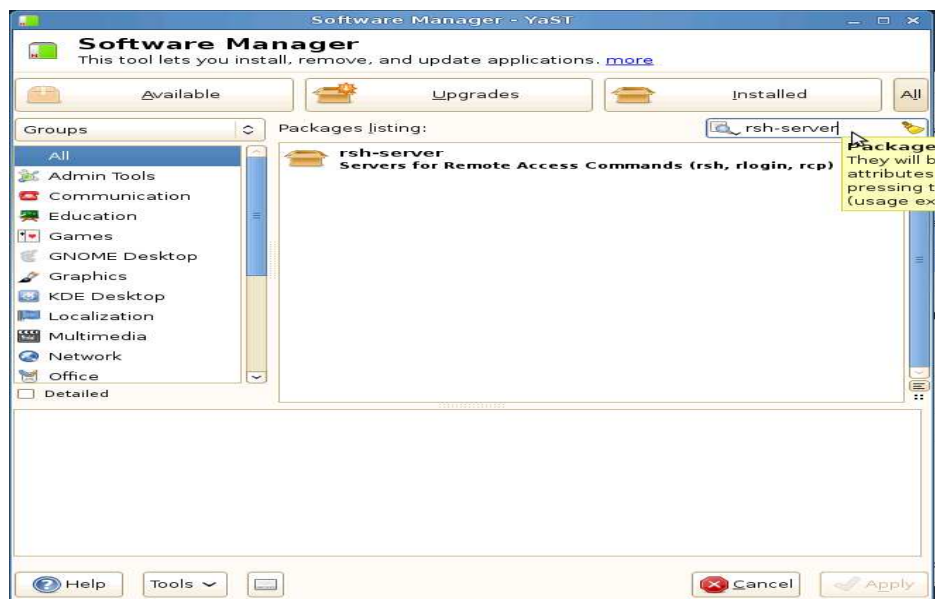 Software Manager - YaST
Software Manager
This tool lets you install, remove, and update applications. more
Available
Upgrades
Installed
All
Groups
Packages listing:
rsh-server
All
Admin Tools
Communication
Education
Games
GNOME Desktop
Graphics
KDE Desktop
Localization
Multimedia
Network
Office
Detailed
rsh-server
Servers for Remote Access Commands (rsh, rlogin, rcp)
Package
They will b
attributes
pressing t
(usage ex
Help
Tools
Cancel
Apply